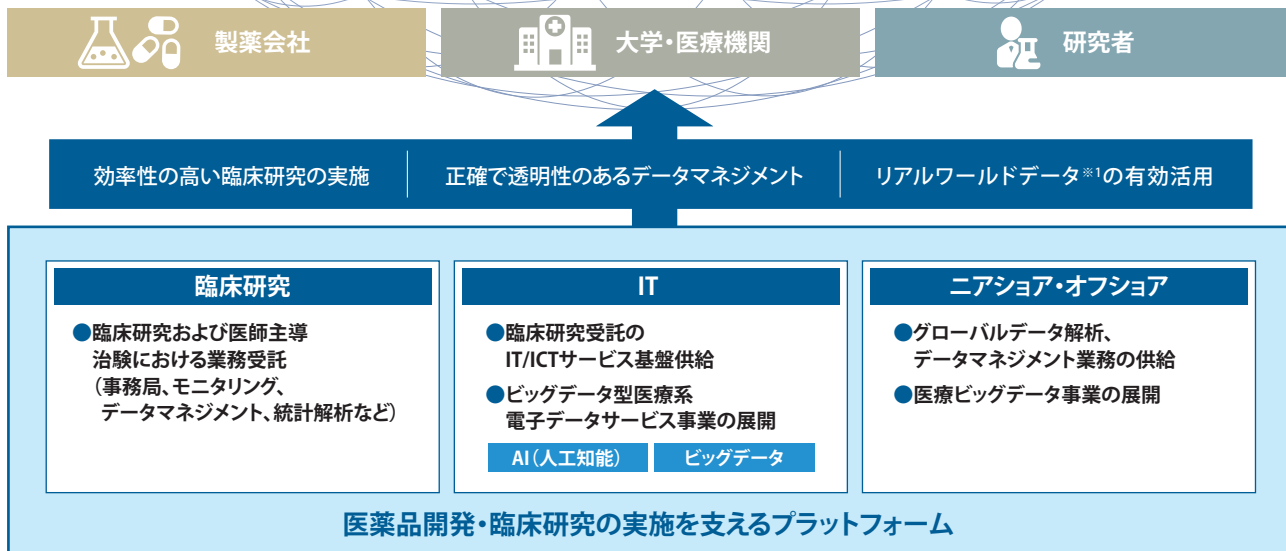 製薬会社
大学・医療機関
研究者
効率性の高い臨床研究の実施
正確で透明性のあるデータマネジメント
リアルワールドデータ※1の有効活用
臨床研究
●臨床研究および医師主導
治験における業務受託
（事務局、モニタリング、
データマネジメント、統計解析など）
IT
●臨床研究受託の
IT/ICTサービス基盤供給
●ビッグデータ型医療系
電子データサービス事業の展開
AI（人工知能）
ビッグデータ
ニアショア・オフショア
●グローバルデータ解析、
データマネジメント業務の供給
●医療ビッグデータ事業の展開
医薬品開発・臨床研究の実施を支えるプラットフォーム